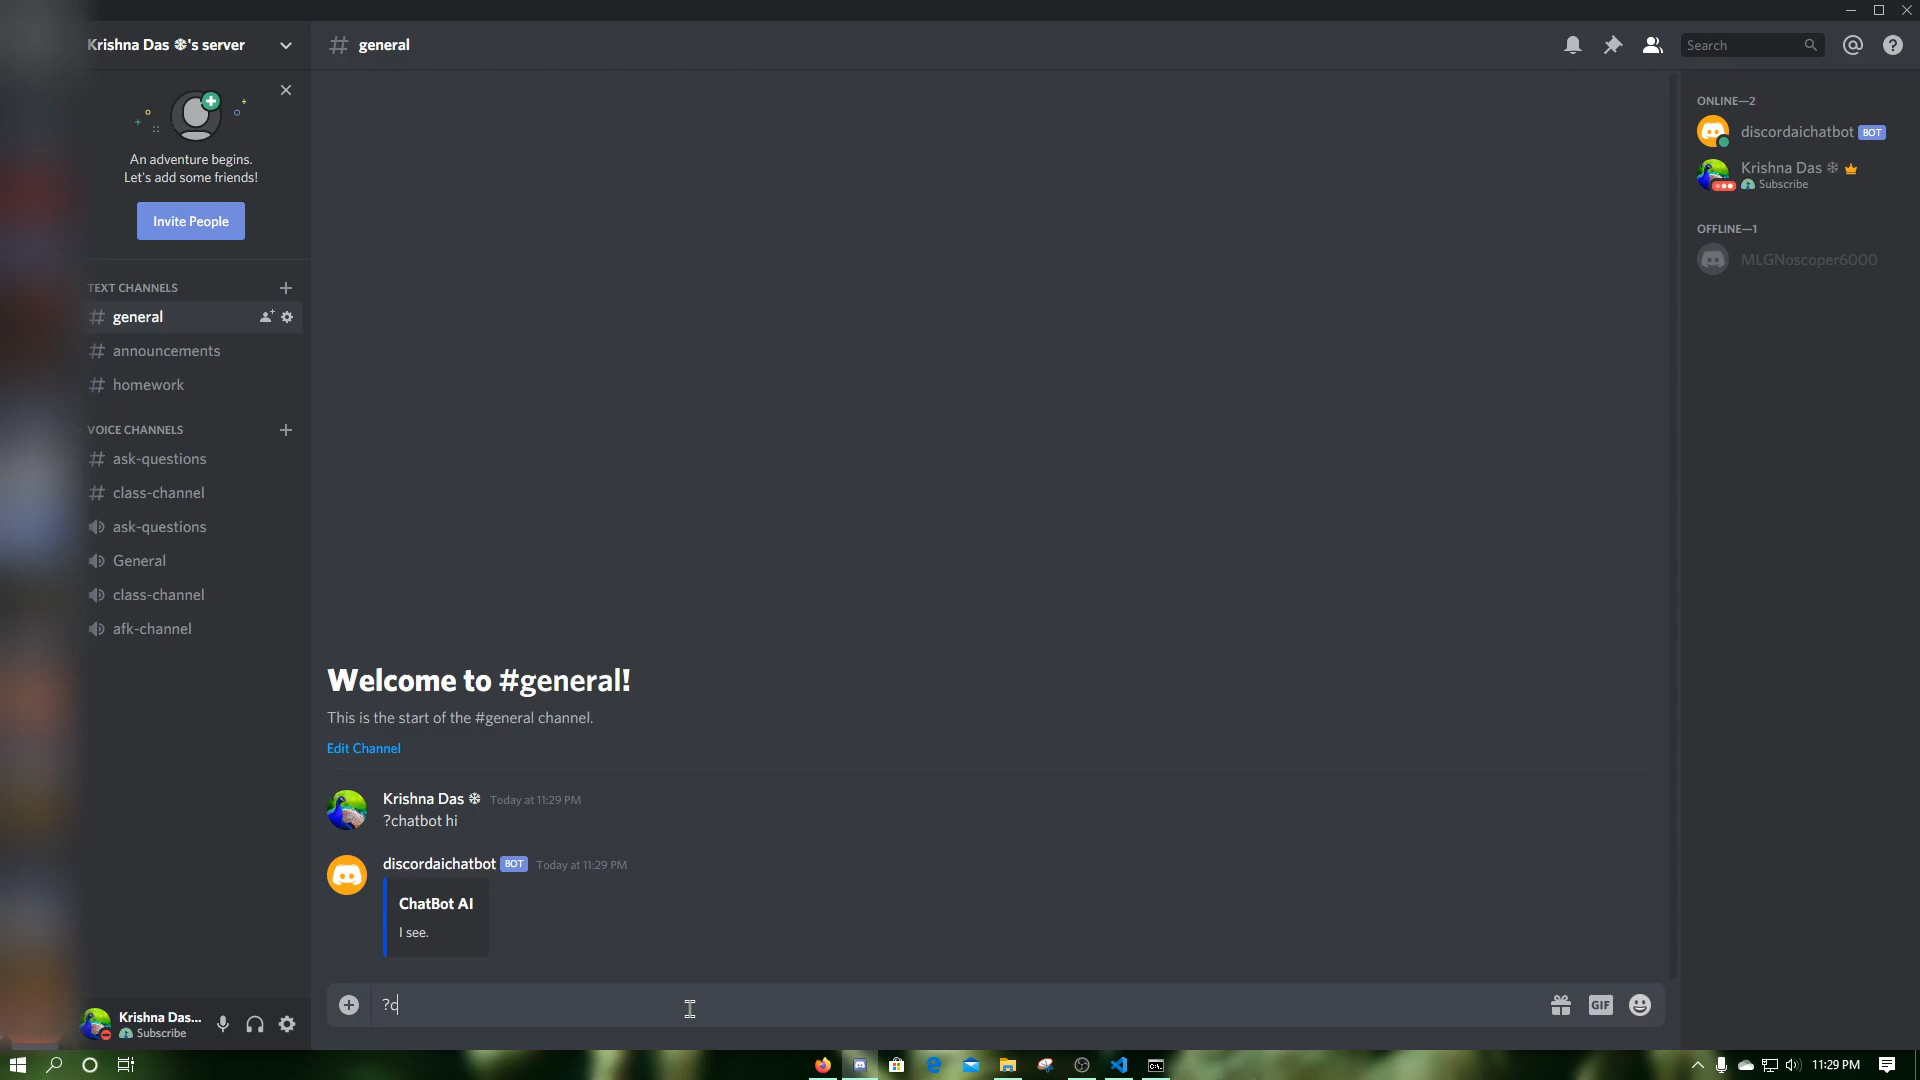 Krishna Das ❄'s server
general
Search
An adventure begins.
Let's add some friends!
Invite People
TEXT CHANNELS
general
announcements
homework
VOICE CHANNELS
ask-questions
class-channel
ask-questions
General
class-channel
afk-channel
Krishna Das...
Subscribe
Welcome to #general!
This is the start of the #general channel.
Edit Channel
Krishna Das ❄ Today at 11:29 PM
?chatbot hi
discordaichatbot BOT Today at 11:29 PM
ChatBot AI
I see.
?c
GIF
ONLINE—2
discordaichatbot BOT
Krishna Das ❄
Subscribe
OFFLINE—1
MLGNoscoper6000
11:29 PM